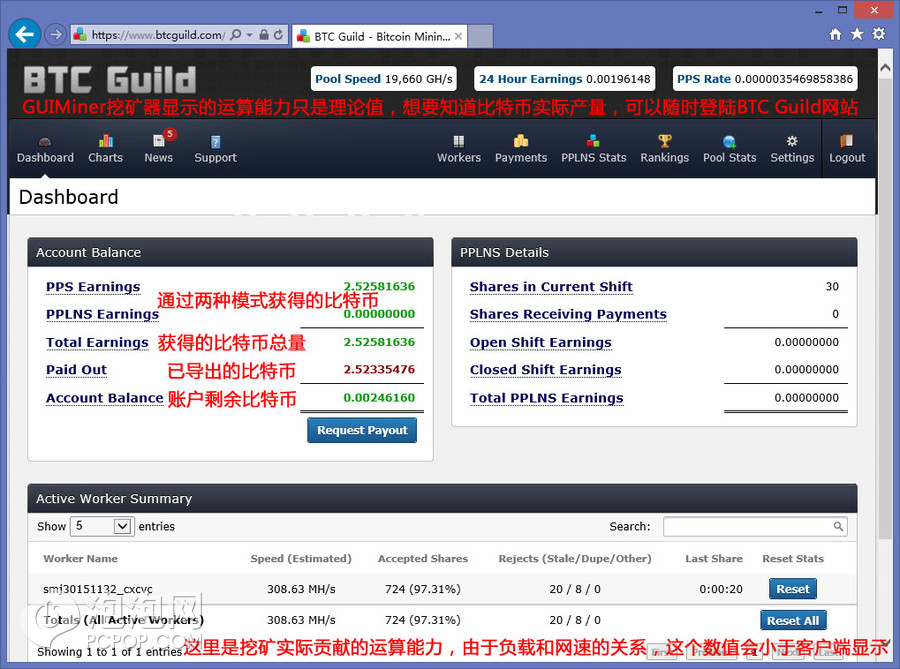 https://www.btcguild.com/
BTC Guild - Bitcoin Minin...
BTC Guild
Pool Speed 19,660 GH/s
24 Hour Earnings 0.00196148
PPS Rate 0.0000035469858386
GUIMiner挖矿器显示的运算能力只是理论值，想要知道比特币实际产量，可以随时登陆BTC Guild网站
5
Dashboard Charts News Support Workers Payments PPLNS Stats Rankings Pool Stats Settings Logout
Dashboard
Account Balance
PPS Earnings 2.52581636
通过两种模式获得的比特币
PPLNS Earnings 0.00000000
Total Earnings 获得的比特币总量 2.52581636
Paid Out 已导出的比特币 2.52335476
Account Balance 账户剩余比特币 0.00246160
Request Payout
PPLNS Details
Shares in Current Shift 30
Shares Receiving Payments 0
Open Shift Earnings 0.00000000
Closed Shift Earnings 0.00000000
Total PPLNS Earnings 0.00000000
Active Worker Summary
Show 5 entries Search:
Worker Name Speed (Estimated) Accepted Shares Rejects (Stale/Dupe/Other) Last Share Reset Stats
smj30151132_cxcvc 308.63 MH/s 724 (97.31%) 20 / 8 / 0 0:00:20 Reset
Totals (All Active Workers) 308.63 MH/s 724 (97.31%) 20 / 8 / 0 Reset All
泡泡网
PCPOP.COM
Showing 1 to 1 of 1 entries
这里是挖矿实际贡献的运算能力，由于负载和网速的关系，这个数值会小于客户端显示